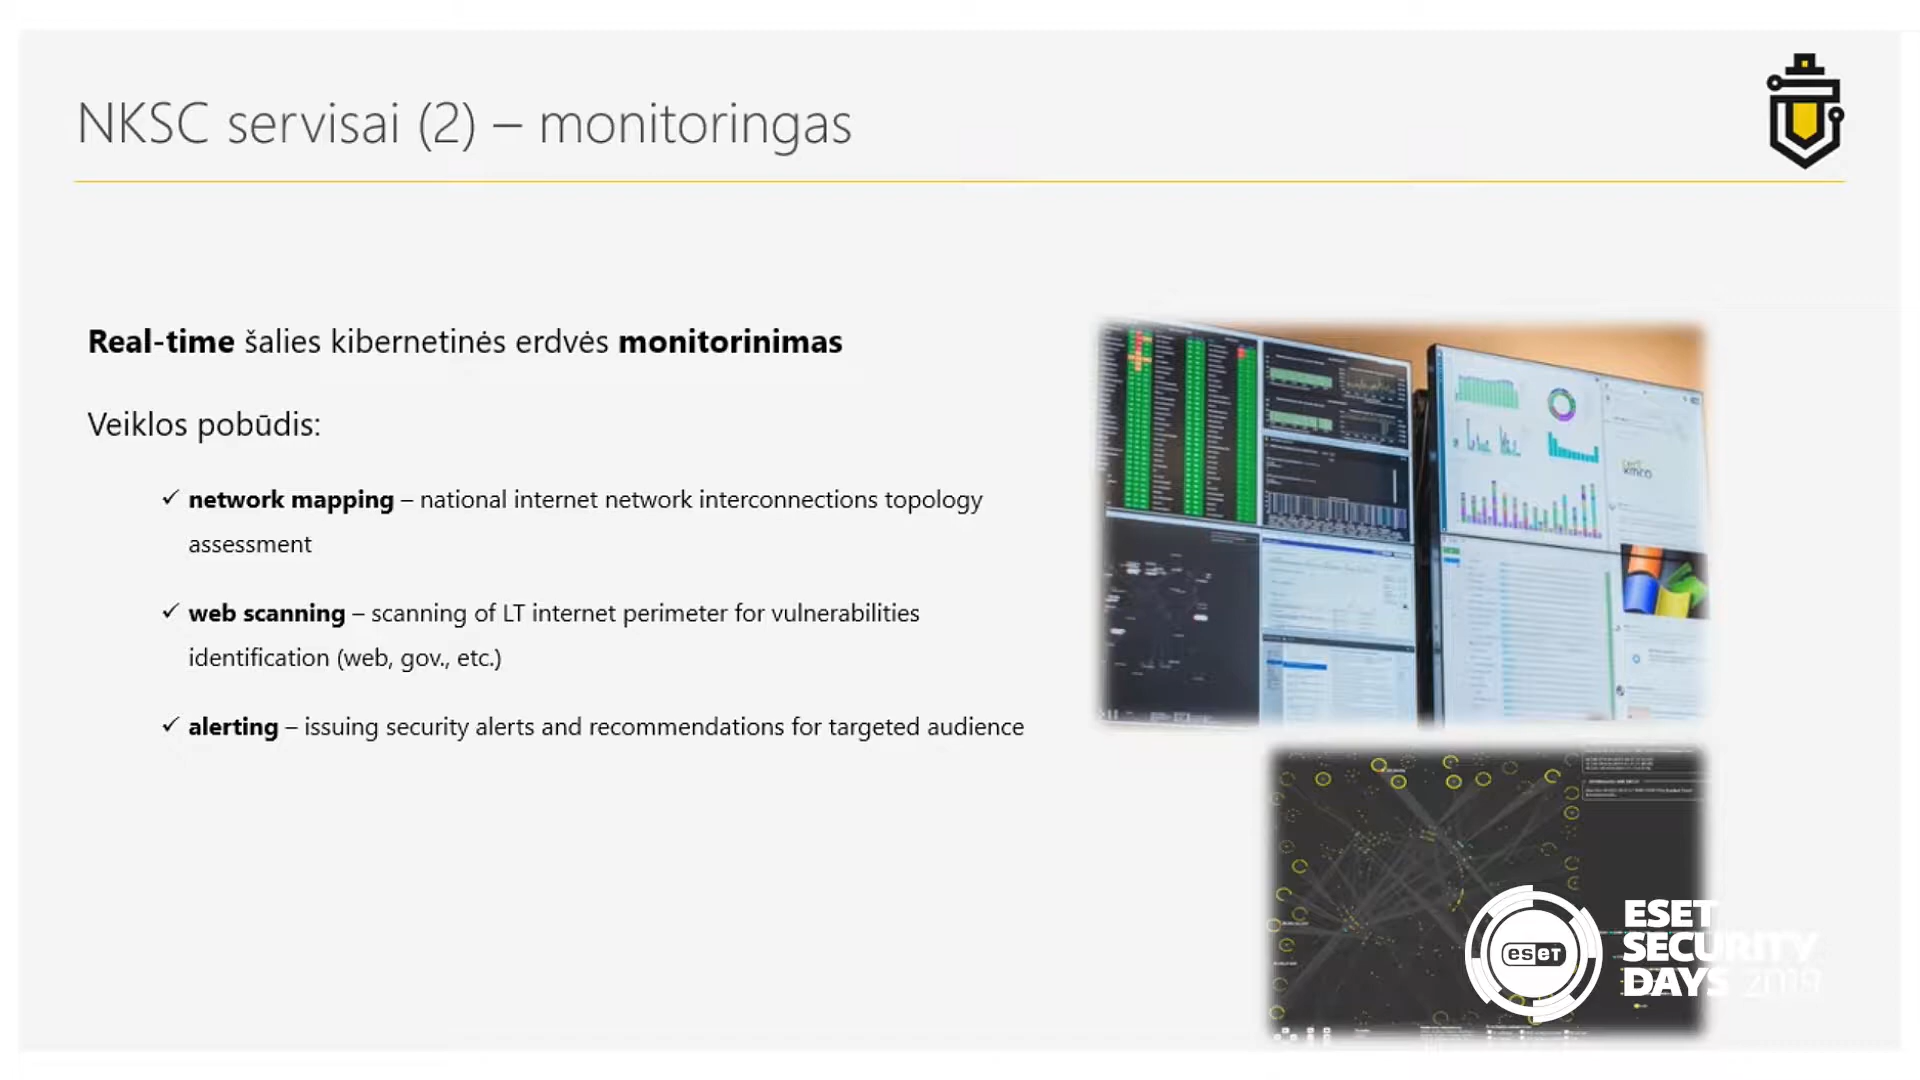 NKSC servisai (2) – monitoringas
Real-time šalies kibernetinės erdvės monitorinimas
Veiklos pobūdis:
✓ network mapping – national internet network interconnections topology
assessment
✓ web scanning – scanning of LT internet perimeter for vulnerabilities
identification (web, gov., etc.)
✓ alerting – issuing security alerts and recommendations for targeted audience
eset
ESET
SECURITY
DAYS